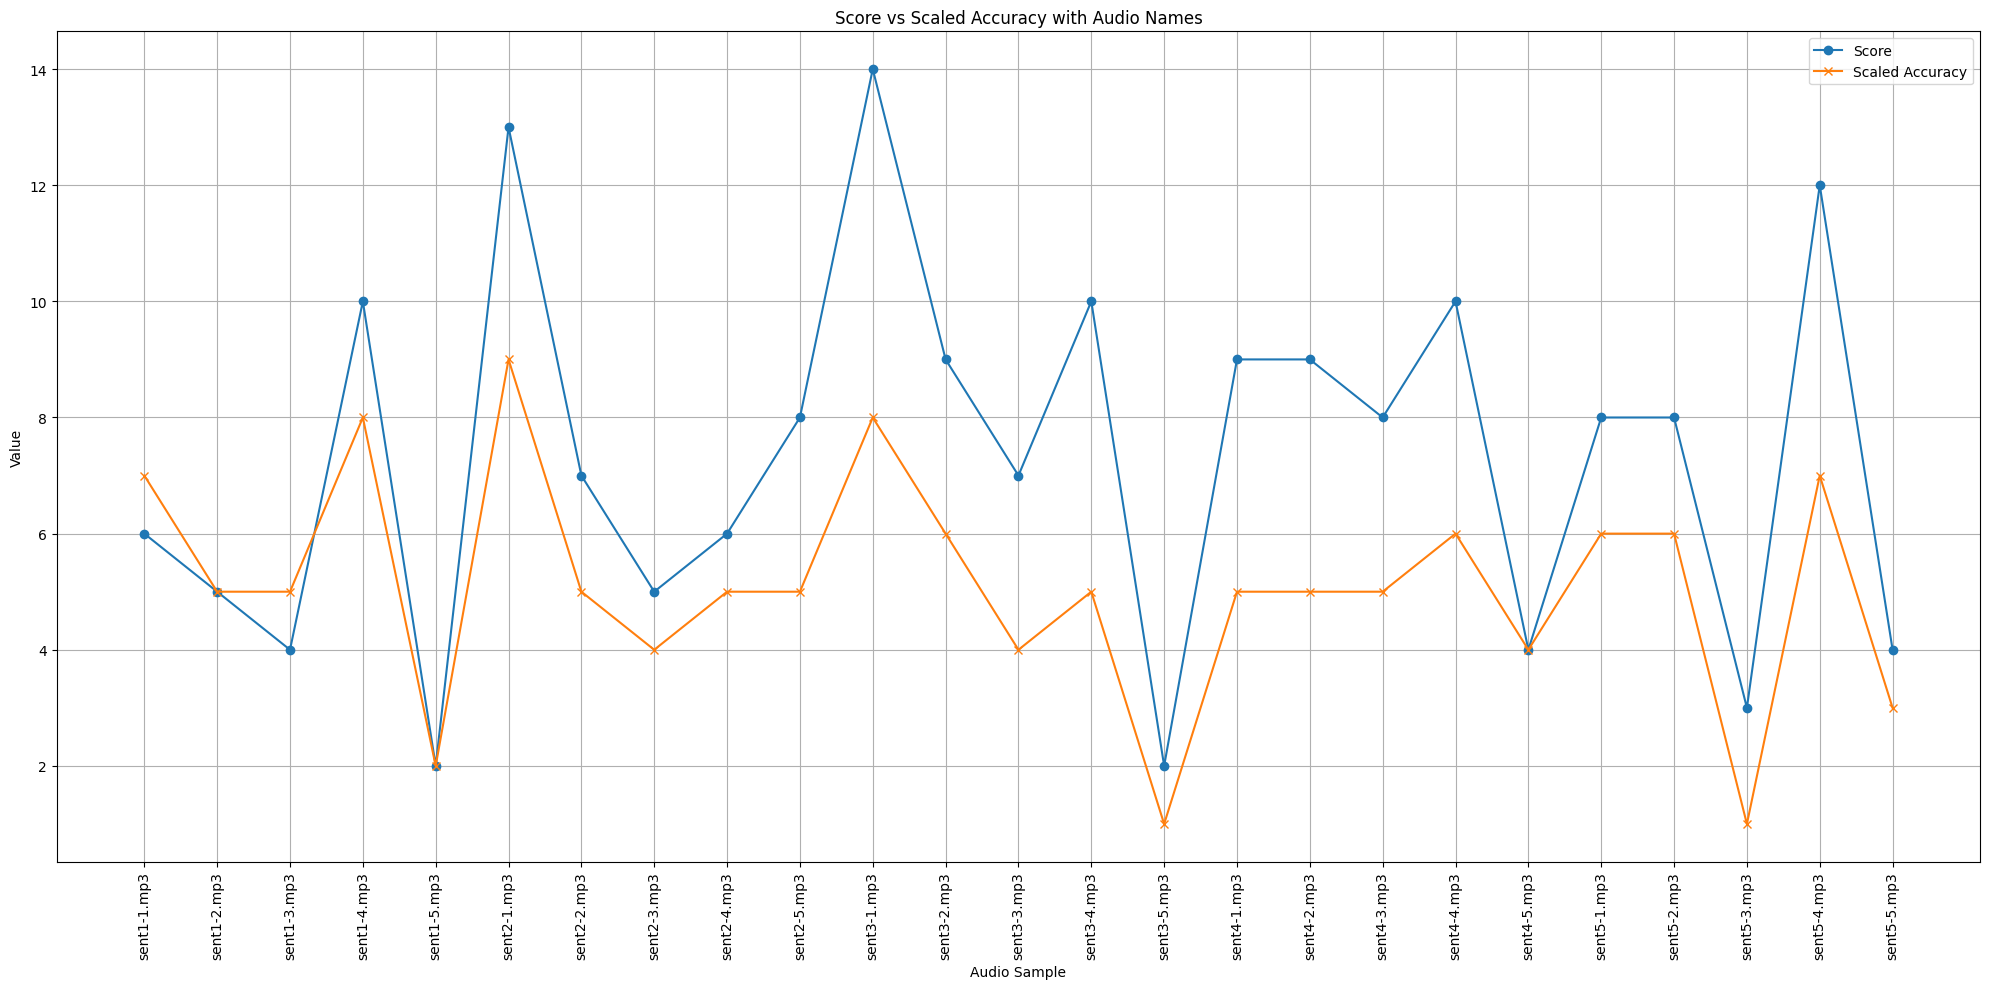 Score vs Scaled Accuracy with Audio Names
Score
Scaled Accuracy
14
12
10
8
6
4
2
Value
sent1-1.mp3
sent1-2.mp3
sent1-3.mp3
sent1-4.mp3
sent1-5.mp3
sent2-1.mp3
sent2-2.mp3
sent2-3.mp3
sent2-4.mp3
sent2-5.mp3
sent3-1.mp3
sent3-2.mp3
sent3-3.mp3
sent3-4.mp3
sent3-5.mp3
sent4-1.mp3
sent4-2.mp3
sent4-3.mp3
sent4-4.mp3
sent4-5.mp3
sent5-1.mp3
sent5-2.mp3
sent5-3.mp3
sent5-4.mp3
sent5-5.mp3
Audio Sample